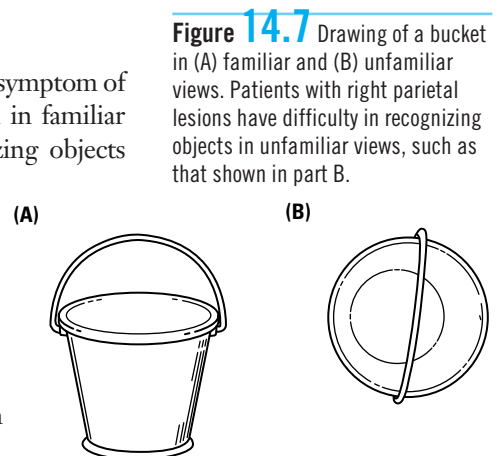 symptom of
in familiar
zing objects
Figure 14.7 Drawing of a bucket
in (A) familiar and (B) unfamiliar
views. Patients with right parietal
lesions have difficulty in recognizing
objects in unfamiliar views, such as
that shown in part B.
(A)
(B)